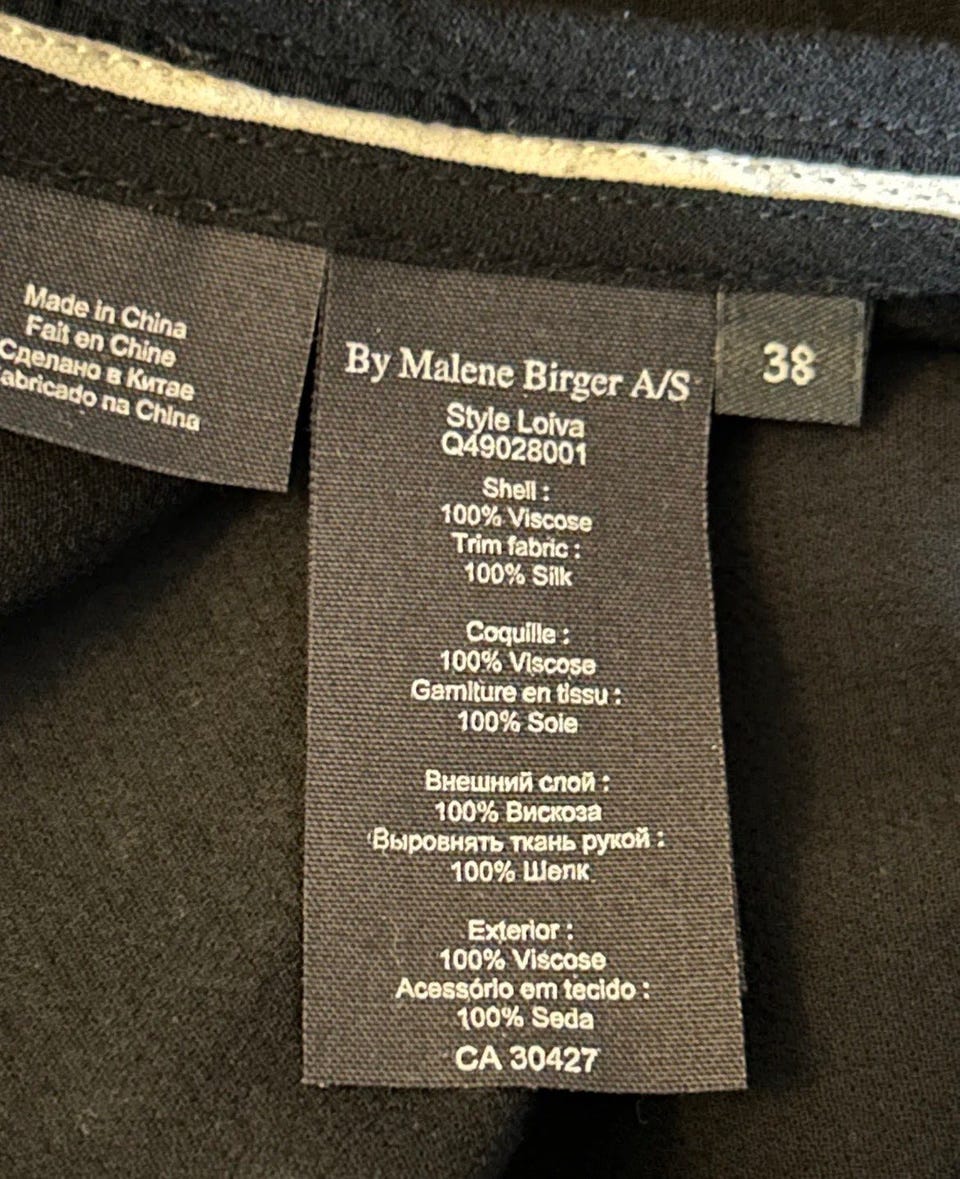 Made in China
Fait en Chine
Сделано в Китае
abricado na China
By Malene Birger A/S
Style Loiva
Q49028001
Shell :
100% Viscose
Trim fabric :
100% Silk
Coquille :
100% Viscose
Garniture en tissu :
100% Soie
Внешний слой :
100% Вискоза
Выровнять ткань рукой :
100% Шелк
Exterior :
100% Viscose
Acessório em tecido :
100% Seda
CA 30427
38